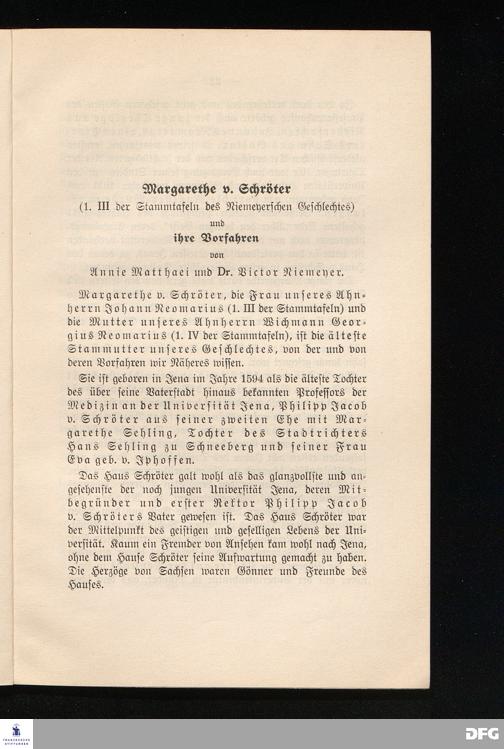 Margarethe v. Schröter
(1. III der Stammtafeln des Niemeyerschen Geschlechtes)
und
ihre Vorfahren
von
Annie Matthaei und Dr. Victor Niemeyer.
Margarethe v. Schröter, die Frau unseres Ahn-
herrn Johann Neomarius (1. III der Stammtafeln) und
die Mutter unseres Ahnherrn Wichmann Geor-
gius Neomarius (1. IV der Stammtafeln), ist die älteste
Stammutter unseres Geschlechtes, von der und von
deren Vorfahren wir Näheres wissen.
Sie ist geboren in Jena im Jahre 1594 als die älteste Tochter
des über seine Vaterstadt hinaus bekannten Professors der
Medizin an der Universität Jena, Philipp Jacob
v. Schröter aus seiner zweiten Ehe mit Mar-
garethe Sehling, Tochter des Stadtrichters
Hans Sehling zu Schneeberg und seiner Frau
Eva geb. v. Iphoffen.
Das Haus Schröter galt wohl als das glanzvollste und an-
gesehenste der noch jungen Universität Jena, deren Mit-
begründer und erster Rektor Philipp Jacob
v. Schröters Vater gewesen ist. Das Haus Schröter war
der Mittelpunkt des geistigen und geselligen Lebens der Uni-
versität. Kaum ein Fremder von Ansehen kam wohl nach Jena,
ohne dem Hause Schröter seine Aufwartung gemacht zu haben.
Die Herzöge von Sachsen waren Gönner und Freunde des
Hauses.
FRANCKESCHE
STIFTUNGEN
DFG